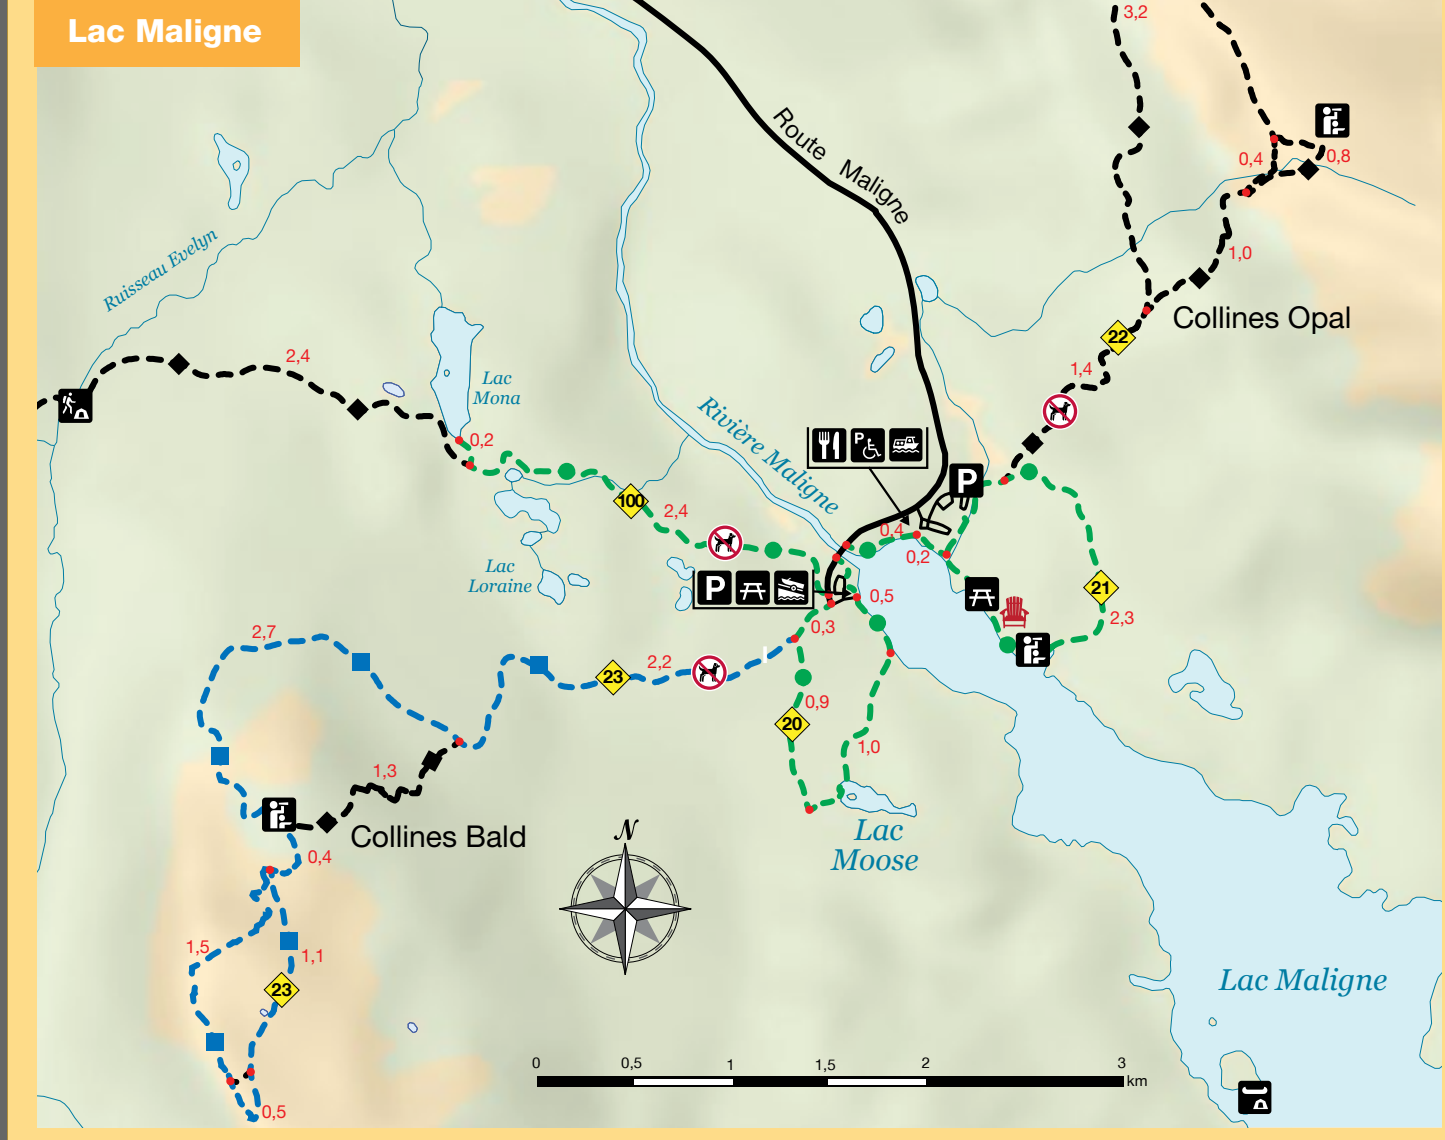 Lac Maligne
3,2
Route Maligne
0,4
0,8
1,0
Ruisseau Evelyn
Collines Opal
22
2,4
1,4
Lac
Mona
0,2
Rivière Maligne
P
P
100
2,4
0,4
0,2
Lac
Loraine
P
0,5
21
2,3
0,3
2,7
2,2
23
0,9
20
1,0
1,3
Collines Bald
N
Lac
Moose
0,4
1,5
1,1
23
Lac Maligne
0
0,5
1
1,5
2
3
km
0,5